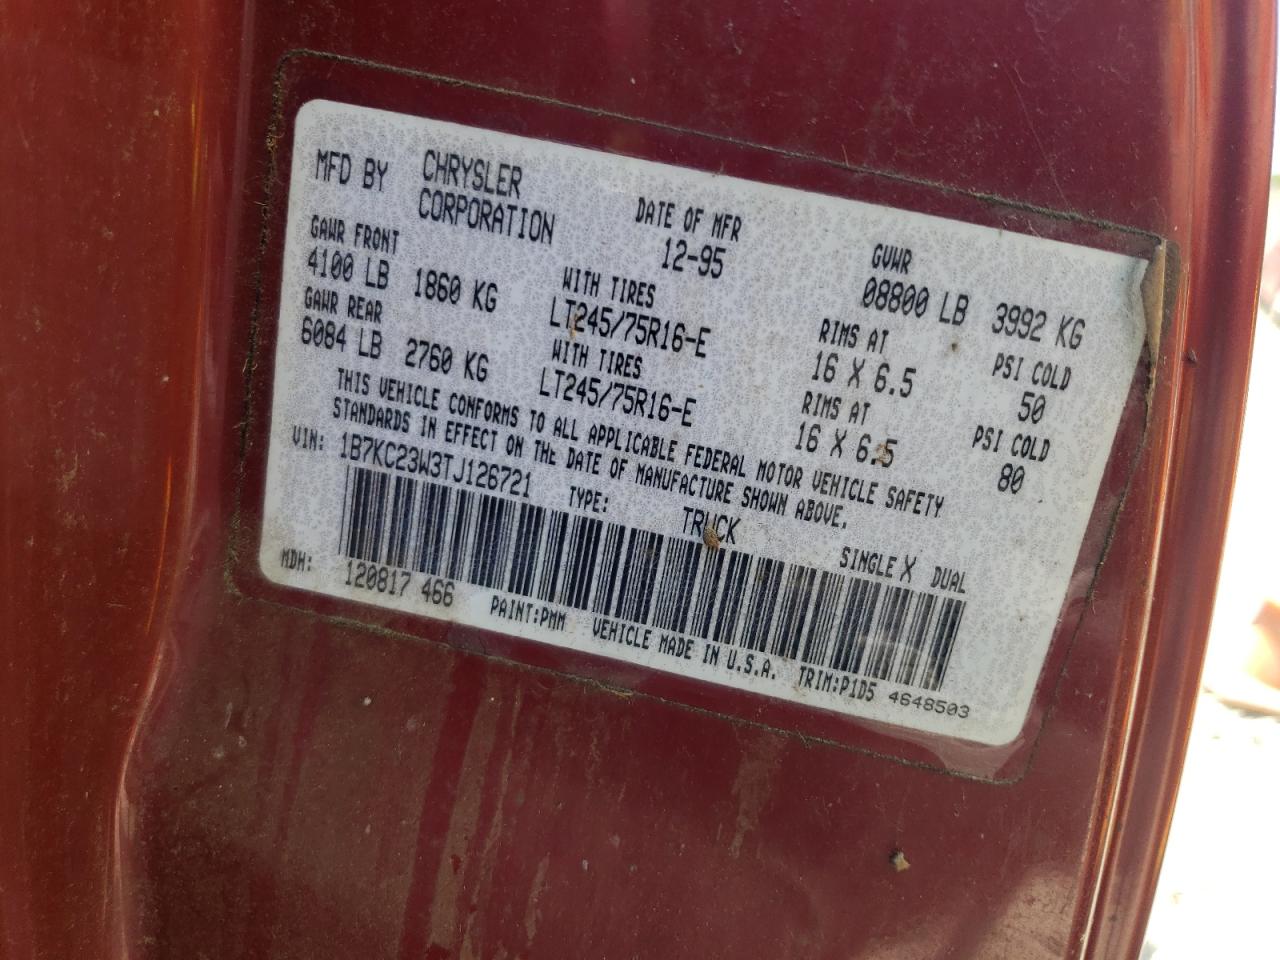 MFD BY CHRYSLER CORPORATION
DATE OF MFR 12-95
GVWR 08800 LB 3992 KG
GAWR FRONT 4100 LB 1860 KG
WITH TIRES LT245/75R16-E
RIMS AT 16 X 6.5
PSI COLD 50
GAWR REAR 6084 LB 2760 KG
WITH TIRES LT245/75R16-E
RIMS AT 16 X 6.5
PSI COLD 80
THIS VEHICLE CONFORMS TO ALL APPLICABLE FEDERAL MOTOR VEHICLE SAFETY
STANDARDS IN EFFECT ON THE DATE OF MANUFACTURE SHOWN ABOVE.
VIN: 1B7KC23W3TJ126721 TYPE: TRUCK SINGLE X DUAL
MDH: 120817 466 PAINT:PMM VEHICLE MADE IN U.S.A. TRIM:P1D5 4648503